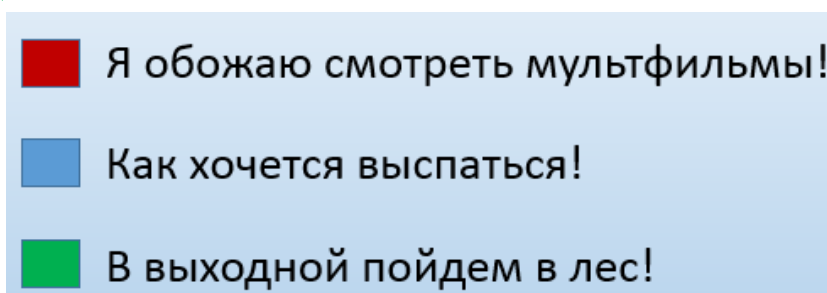 Я обожаю смотреть мультфильмы!
Как хочется выспаться!
В выходной пойдем в лес!